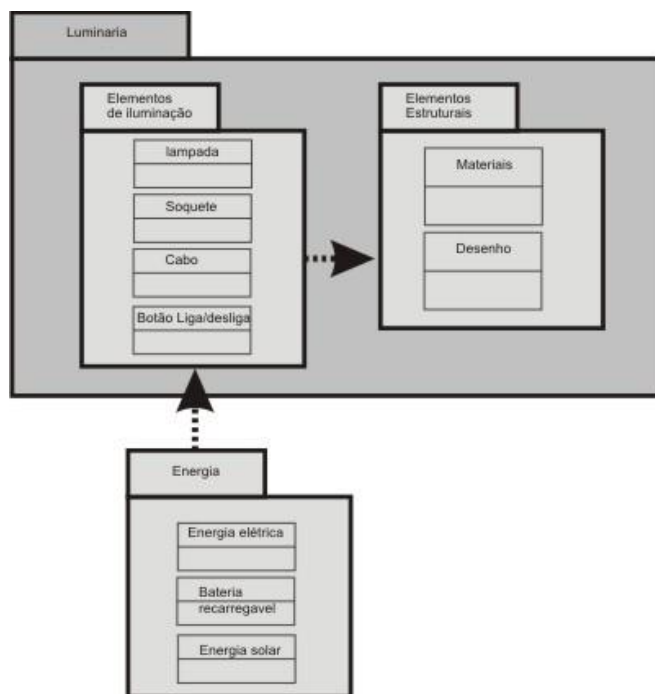 Luminaria
Elementos
de iluminação
lampada
Soquete
Cabo
Botão Liga/desliga
Elementos
Estruturais
Materiais
Desenho
Energia
Energia elétrica
Bateria
recarregavel
Energia solar